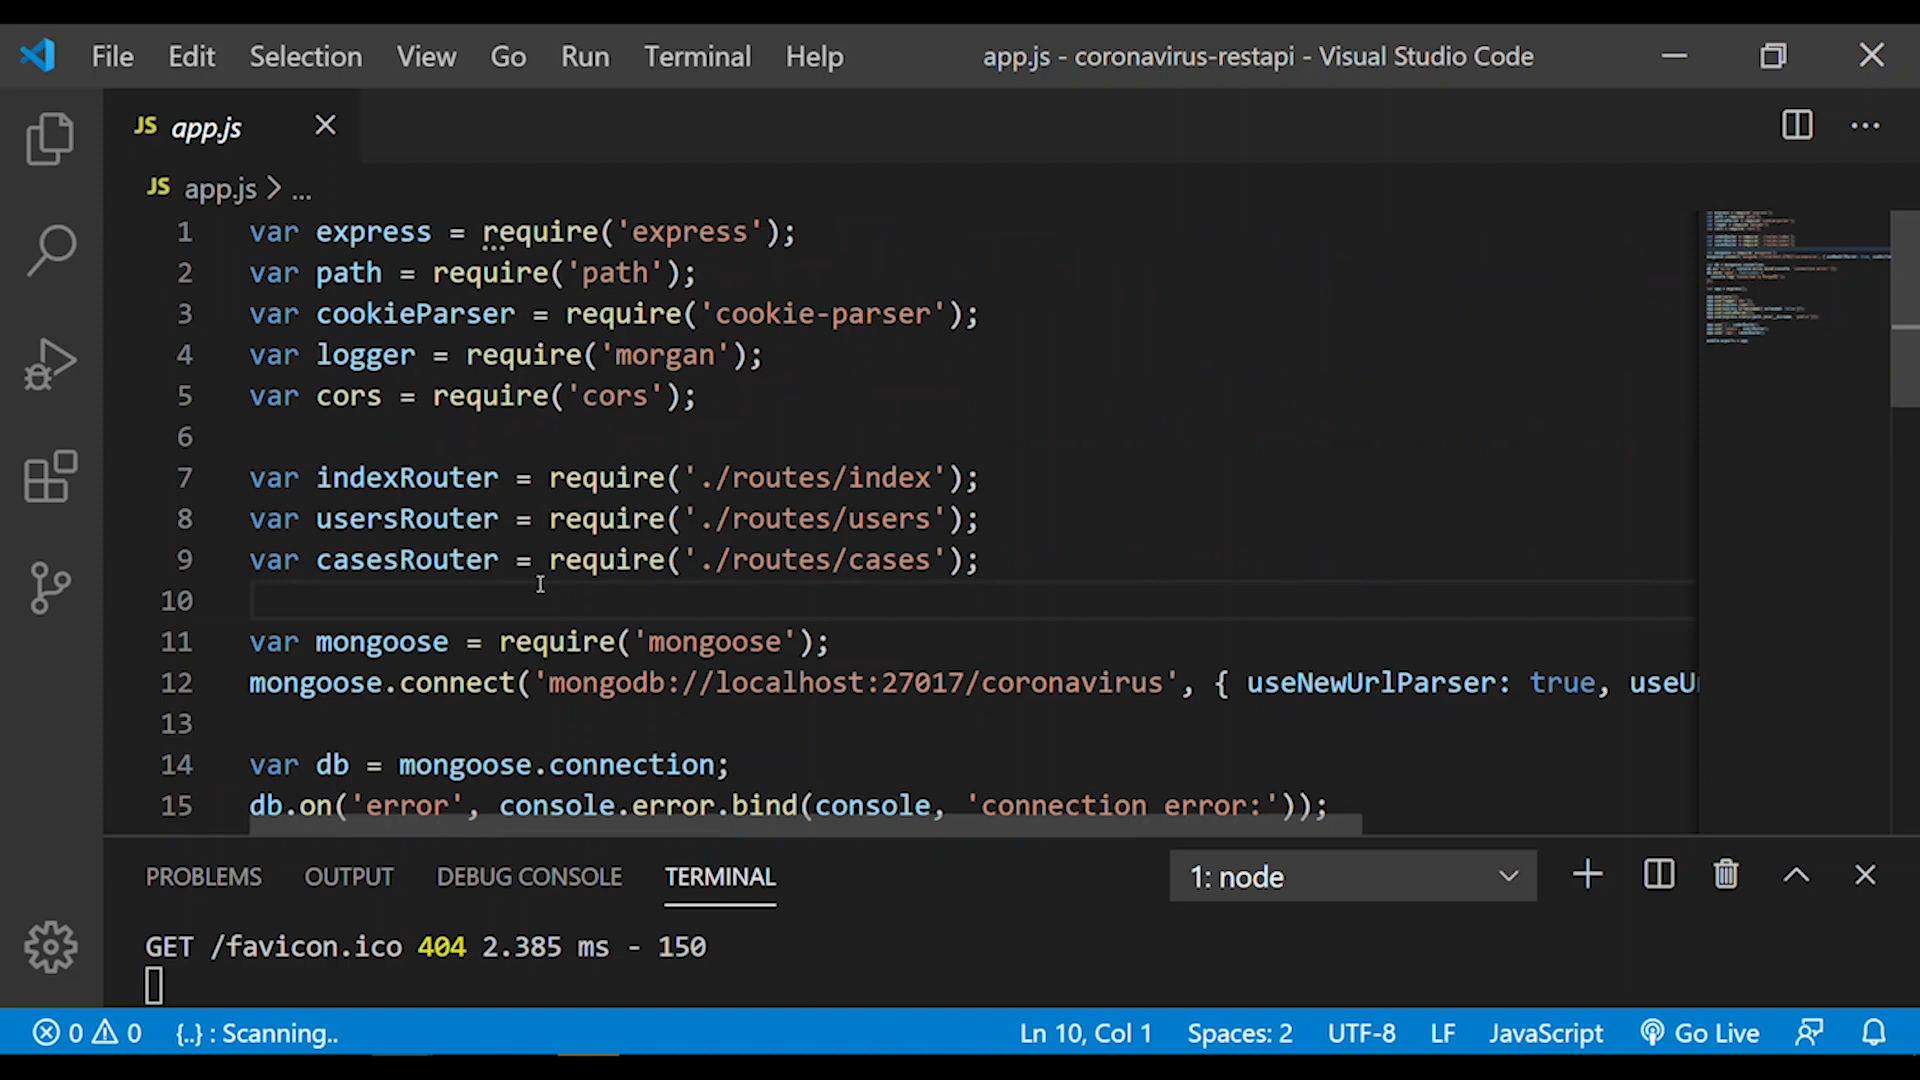 File Edit Selection View Go Run Terminal Help app.js - coronavirus-restapi - Visual Studio Code
JS app.js
JS app.js > ...
1 var express = require('express');
2 var path = require('path');
3 var cookieParser = require('cookie-parser');
4 var logger = require('morgan');
5 var cors = require('cors');
6
7 var indexRouter = require('./routes/index');
8 var usersRouter = require('./routes/users');
9 var casesRouter = require('./routes/cases');
10
11 var mongoose = require('mongoose');
12 mongoose.connect('mongodb://localhost:27017/coronavirus', { useNewUrlParser: true,
13
14 var db = mongoose.connection;
15 db.on('error', console.error.bind(console, 'connection error:'));
PROBLEMS OUTPUT DEBUG CONSOLE TERMINAL 1: node
GET /favicon.ico 404 2.385 ms - 150
0 0 {..} : Scanning.. Ln 10, Col 1 Spaces: 2 UTF-8 LF JavaScript Go Live